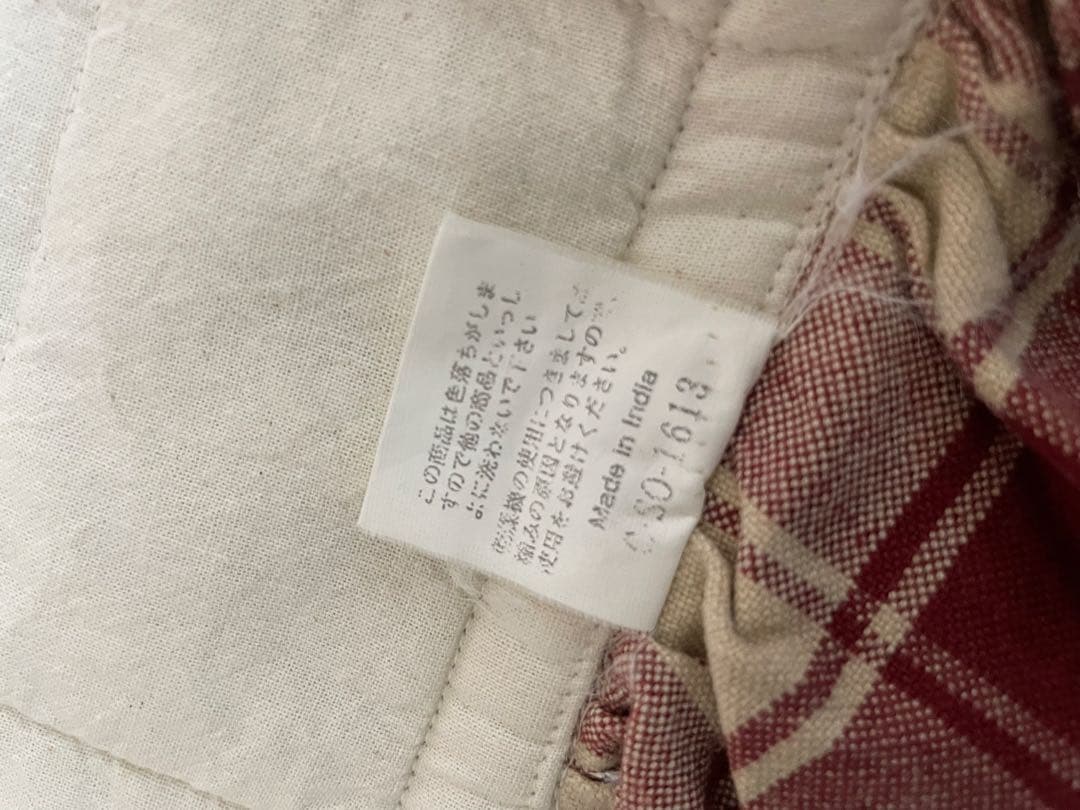 この商品は色落ちがしま
すので他の商品といっし
ょに洗わないで下さい
乾燥機の使用につきまして、
縮みの原因となりますの
使用をお避けください。
Made in India
SO-1613